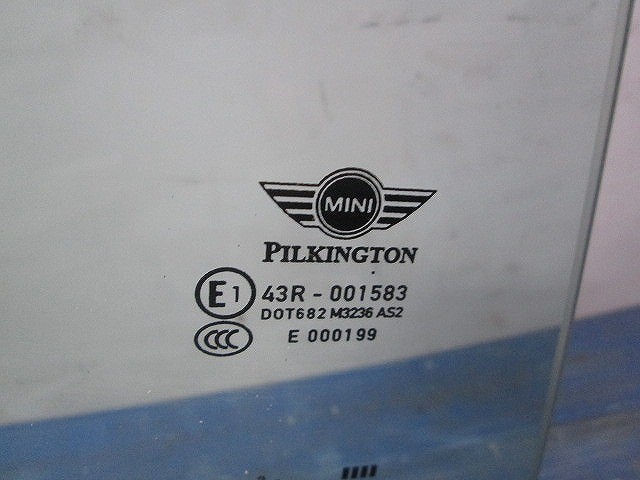 MINI
PILKINGTON
E1 43R - 001583
DOT682 M3236 AS2
CCC E 000199